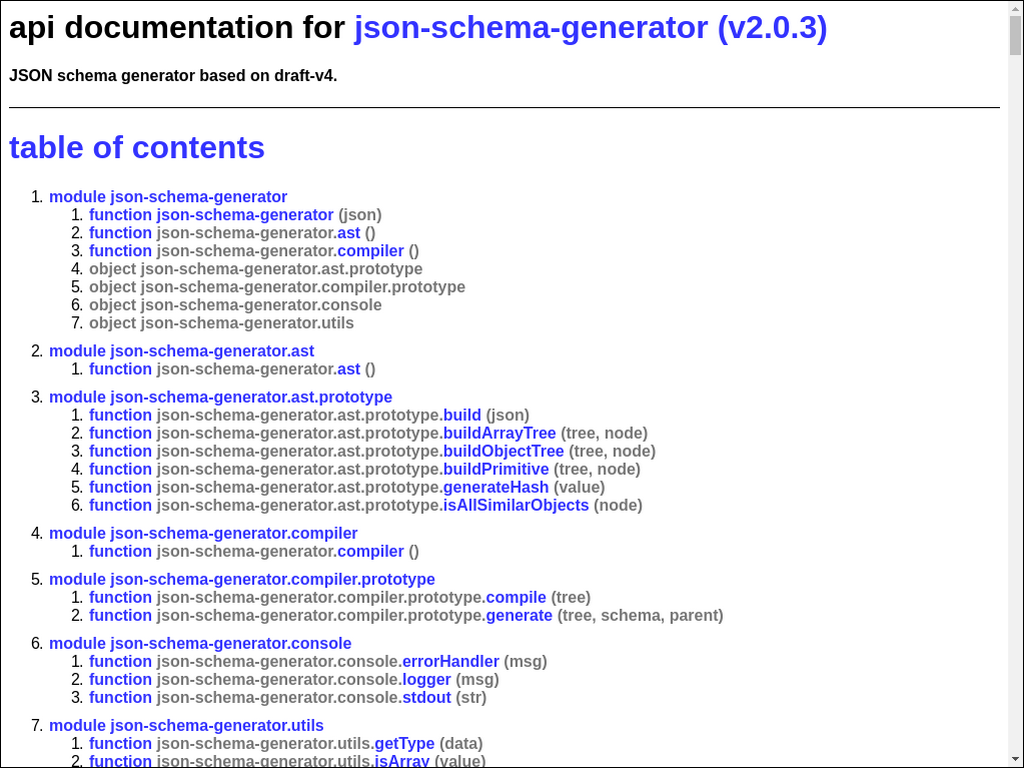 api documentation for json-schema-generator (v2.0.3)
JSON schema generator based on draft-v4.
table of contents
1. module json-schema-generator
1. function json-schema-generator (json)
2. function json-schema-generator.ast ()
3. function json-schema-generator.compiler ()
4. object json-schema-generator.ast.prototype
5. object json-schema-generator.compiler.prototype
6. object json-schema-generator.console
7. object json-schema-generator.utils
2. module json-schema-generator.ast
1. function json-schema-generator.ast ()
3. module json-schema-generator.ast.prototype
1. function json-schema-generator.ast.prototype.build (json)
2. function json-schema-generator.ast.prototype.buildArrayTree (tree, node)
3. function json-schema-generator.ast.prototype.buildObjectTree (tree, node)
4. function json-schema-generator.ast.prototype.buildPrimitive (tree, node)
5. function json-schema-generator.ast.prototype.generateHash (value)
6. function json-schema-generator.ast.prototype.isAllSimilarObjects (node)
4. module json-schema-generator.compiler
1. function json-schema-generator.compiler ()
5. module json-schema-generator.compiler.prototype
1. function json-schema-generator.compiler.prototype.compile (tree)
2. function json-schema-generator.compiler.prototype.generate (tree, schema, parent)
6. module json-schema-generator.console
1. function json-schema-generator.console.errorHandler (msg)
2. function json-schema-generator.console.logger (msg)
3. function json-schema-generator.console.stdout (str)
7. module json-schema-generator.utils
1. function json-schema-generator.utils.getType (data)
2. function json-schema-generator.utils.isArray (value)